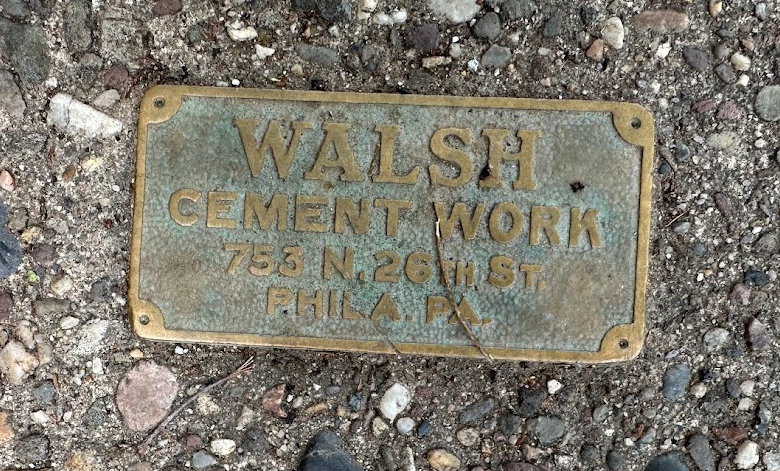 WALSH
CEMENT WORK
753 N. 26TH ST.
PHILA. PA.